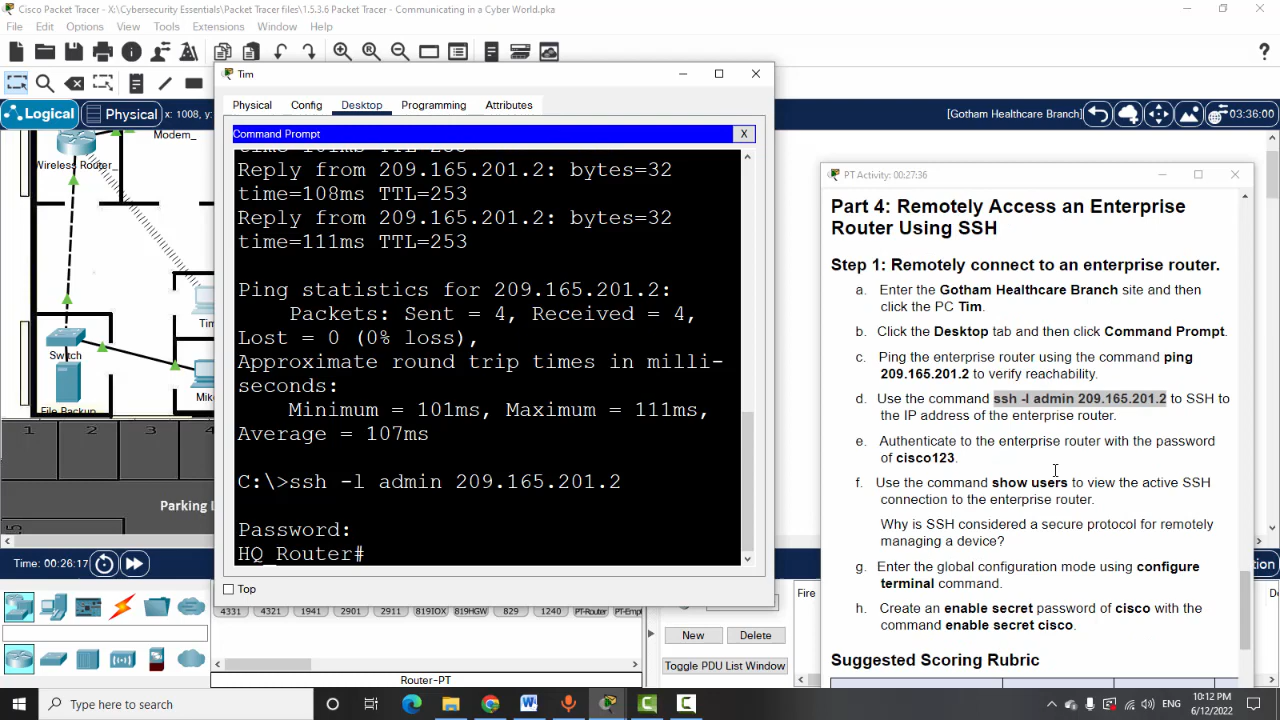 Cisco Packet Tracer - X:\Cybersecurity Essentials\Packet Tracer files\1.5.3.6 Packet Tracer - Communicating in a Cyber World.pka
File Edit Options View Tools Extensions Window Help
Logical Physical x: 1008, y: [Gotham Healthcare Branch] 03:36:00
Modem_
Wireless Router_
Tim
Switch
Mike
File Backup
1 2 3 4
Parking
Tim
Physical Config Desktop Programming Attributes
Command Prompt X
Reply from 209.165.201.2: bytes=32
time=108ms TTL=253
Reply from 209.165.201.2: bytes=32
time=111ms TTL=253
Ping statistics for 209.165.201.2:
Packets: Sent = 4, Received = 4,
Lost = 0 (0% loss),
Approximate round trip times in milli-
seconds:
Minimum = 101ms, Maximum = 111ms,
Average = 107ms
C:\>ssh -l admin 209.165.201.2
Password:
HQ_Router#
Top
PT Activity: 00:27:36
Part 4: Remotely Access an Enterprise
Router Using SSH
Step 1: Remotely connect to an enterprise router.
a. Enter the Gotham Healthcare Branch site and then
click the PC Tim.
b. Click the Desktop tab and then click Command Prompt.
c. Ping the enterprise router using the command ping
209.165.201.2 to verify reachability.
d. Use the command ssh -l admin 209.165.201.2 to SSH to
the IP address of the enterprise router.
e. Authenticate to the enterprise router with the password
of cisco123.
f. Use the command show users to view the active SSH
connection to the enterprise router.
Why is SSH considered a secure protocol for remotely
managing a device?
g. Enter the global configuration mode using configure
terminal command.
h. Create an enable secret password of cisco with the
command enable secret cisco.
Suggested Scoring Rubric
Time: 00:26:17
4331 4321 1941 2901 2911 819IOX 819HGW 829 1240 PT-Router PT-Empt
Router-PT
Fire
New Delete
Toggle PDU List Window
Type here to search
ENG
10:12 PM
6/12/2022